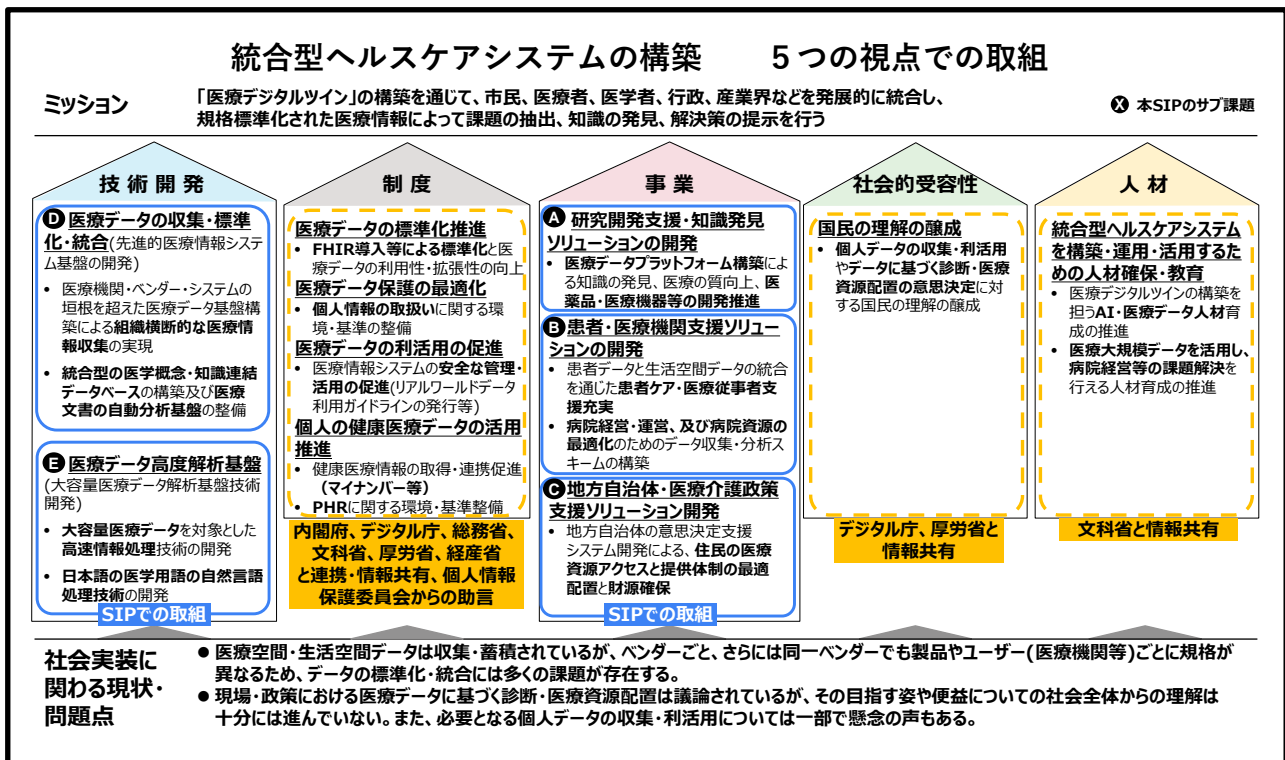 統合型ヘルスケアシステムの構築　　５つの視点での取組
ミッション
「医療デジタルツイン」の構築を通じて、市民、医療者、医学者、行政、産業界などを発展的に統合し、
規格標準化された医療情報によって課題の抽出、知識の発見、解決策の提示を行う
X 本SIPのサブ課題
技術開発
D 医療データの収集・標準
化・統合(先進的医療情報システ
ム基盤の開発)
• 医療機関・ベンダー・システムの
垣根を超えた医療データ基盤構
築による組織横断的な医療情
報収集の実現
• 統合型の医学概念・知識連結
データベースの構築及び医療
文書の自動分析基盤の整備
E 医療データ高度解析基盤
(大容量医療データ解析基盤技術
開発)
• 大容量医療データを対象とした
高速情報処理技術の開発
• 日本語の医学用語の自然言語
処理技術の開発
SIPでの取組
制度
医療データの標準化推進
• FHIR導入等による標準化と医
療データの利用性・拡張性の向上
医療データ保護の最適化
• 個人情報の取扱いに関する環
境・基準の整備
医療データの利活用の促進
• 医療情報システムの安全な管理・
活用の促進(リアルワールドデータ
利用ガイドラインの発行等)
個人の健康医療データの活用
推進
• 健康医療情報の取得・連携促進
（マイナンバー等）
• PHRに関する環境・基準整備
内閣府、デジタル庁、総務省、
文科省、厚労省、経産省
と連携・情報共有、個人情報
保護委員会からの助言
事業
A 研究開発支援・知識発見
ソリューションの開発
• 医療データプラットフォーム構築によ
る知識の発見、医療の質向上、医
薬品・医療機器等の開発推進
B 患者・医療機関支援ソリュー
ションの開発
• 患者データと生活空間データの統合
を通じた患者ケア・医療従事者支
援充実
• 病院経営・運営、及び病院資源の
最適化のためのデータ収集・分析ス
キームの構築
C 地方自治体・医療介護政策
支援ソリューション開発
• 地方自治体の意思決定支援
システム開発による、住民の医療
資源アクセスと提供体制の最適
配置と財源確保
SIPでの取組
社会的受容性
国民の理解の醸成
• 個人データの収集・利活用
やデータに基づく診断・医療
資源配置の意思決定に対
する国民の理解の醸成
デジタル庁、厚労省と
情報共有
人材
統合型ヘルスケアシステム
を構築・運用・活用するた
めの人材確保・教育
• 医療デジタルツインの構築を
担うAI・医療データ人材育
成の推進
• 医療大規模データを活用し、
病院経営等の課題解決を
行える人材育成の推進
文科省と情報共有
社会実装に
関わる現状・
問題点
● 医療空間・生活空間データは収集・蓄積されているが、ベンダーごと、さらには同一ベンダーでも製品やユーザー(医療機関等)ごとに規格が
異なるため、データの標準化・統合には多くの課題が存在する。
● 現場・政策における医療データに基づく診断・医療資源配置は議論されているが、その目指す姿や便益についての社会全体からの理解は
十分には進んでいない。また、必要となる個人データの収集・利活用については一部で懸念の声もある。